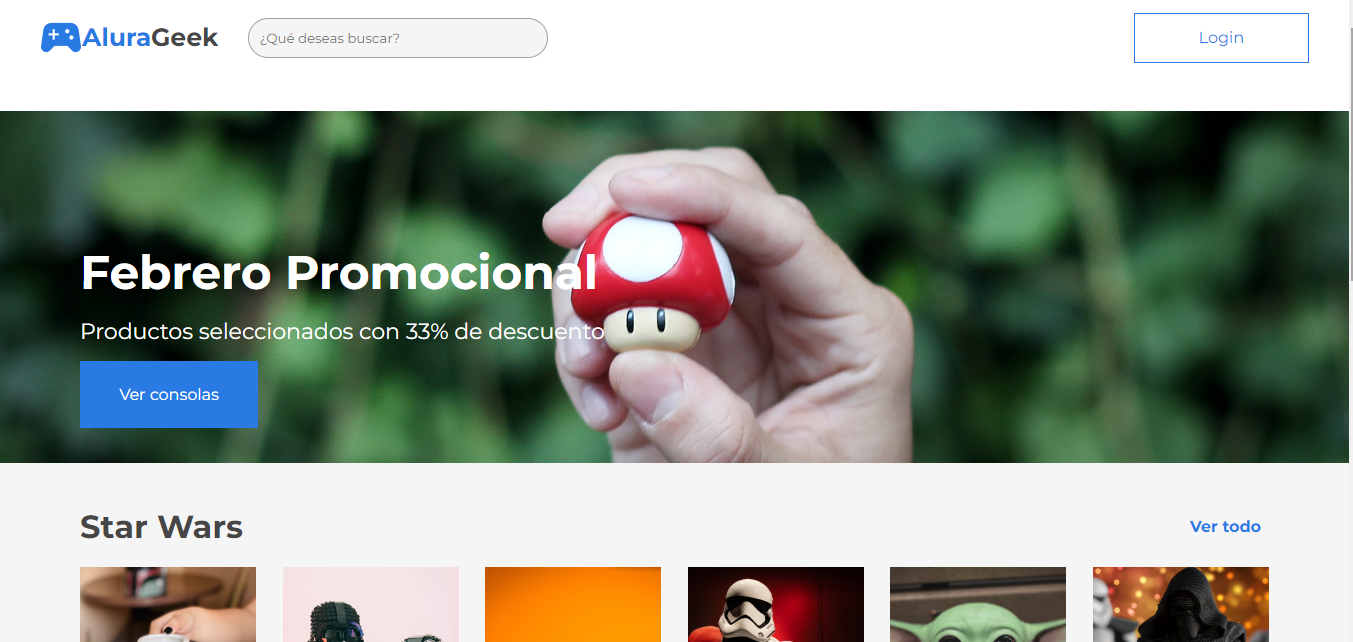 AluraGeek
¿Qué deseas buscar?
Login
Febrero Promocional
Productos seleccionados con 33% de descuento
Ver consolas
Star Wars
Ver todo